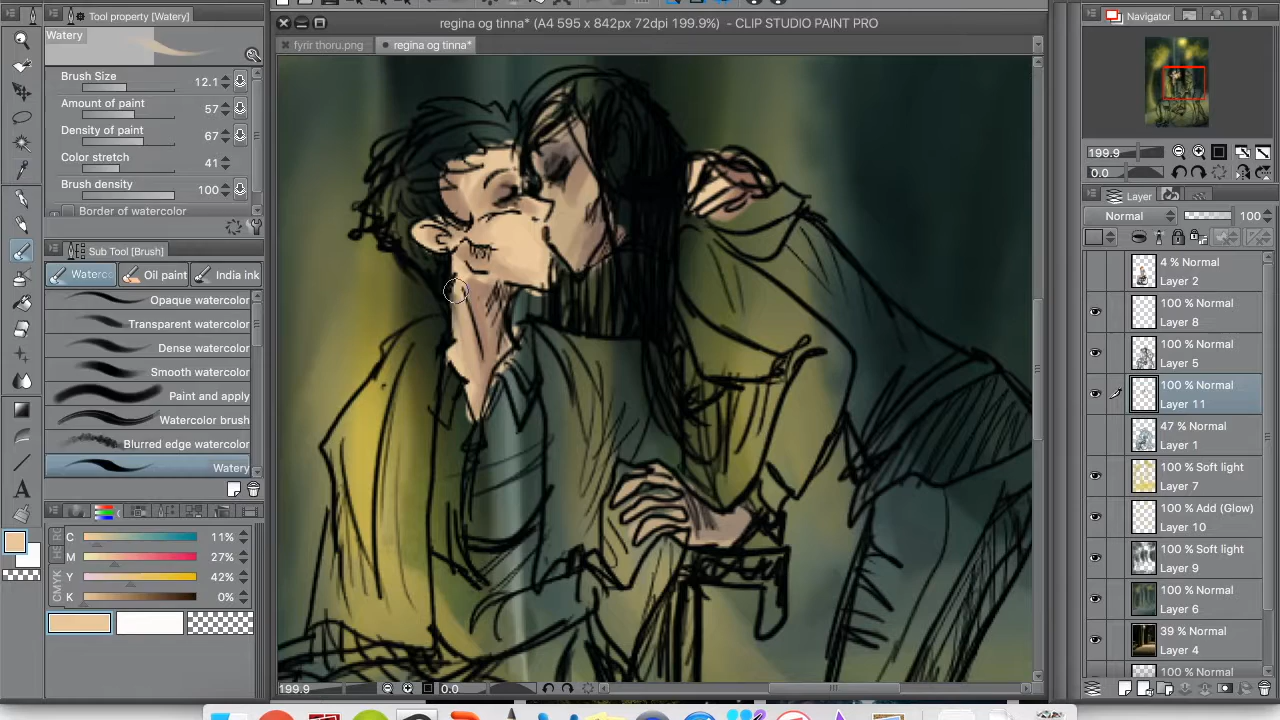 Tool property [Watery]
Watery
Brush Size 12.1
Amount of paint 57
Density of paint 67
Color stretch 41
Brush density 100
Border of watercolor
Sub Tool [Brush]
Waterc Oil paint India ink
Opaque watercolor
Transparent watercolor
Dense watercolor
Smooth watercolor
Paint and apply
Watercolor brush
Blurred edge watercolor
Watery
C 11%
M 27%
Y 42%
K 0%
CMYK
regina og tinna* (A4 595 x 842px 72dpi 199.9%) - CLIP STUDIO PAINT PRO
fyrir thoru.png regina og tinna*
199.9 0.0
Navigator
199.9
0.0
Layer
Normal 100
4 % Normal
Layer 2
100 % Normal
Layer 8
100 % Normal
Layer 5
100 % Normal
Layer 11
47 % Normal
Layer 1
100 % Soft light
Layer 7
100 % Add (Glow)
Layer 10
100 % Soft light
Layer 9
100 % Normal
Layer 6
39 % Normal
Layer 4
100 % Normal